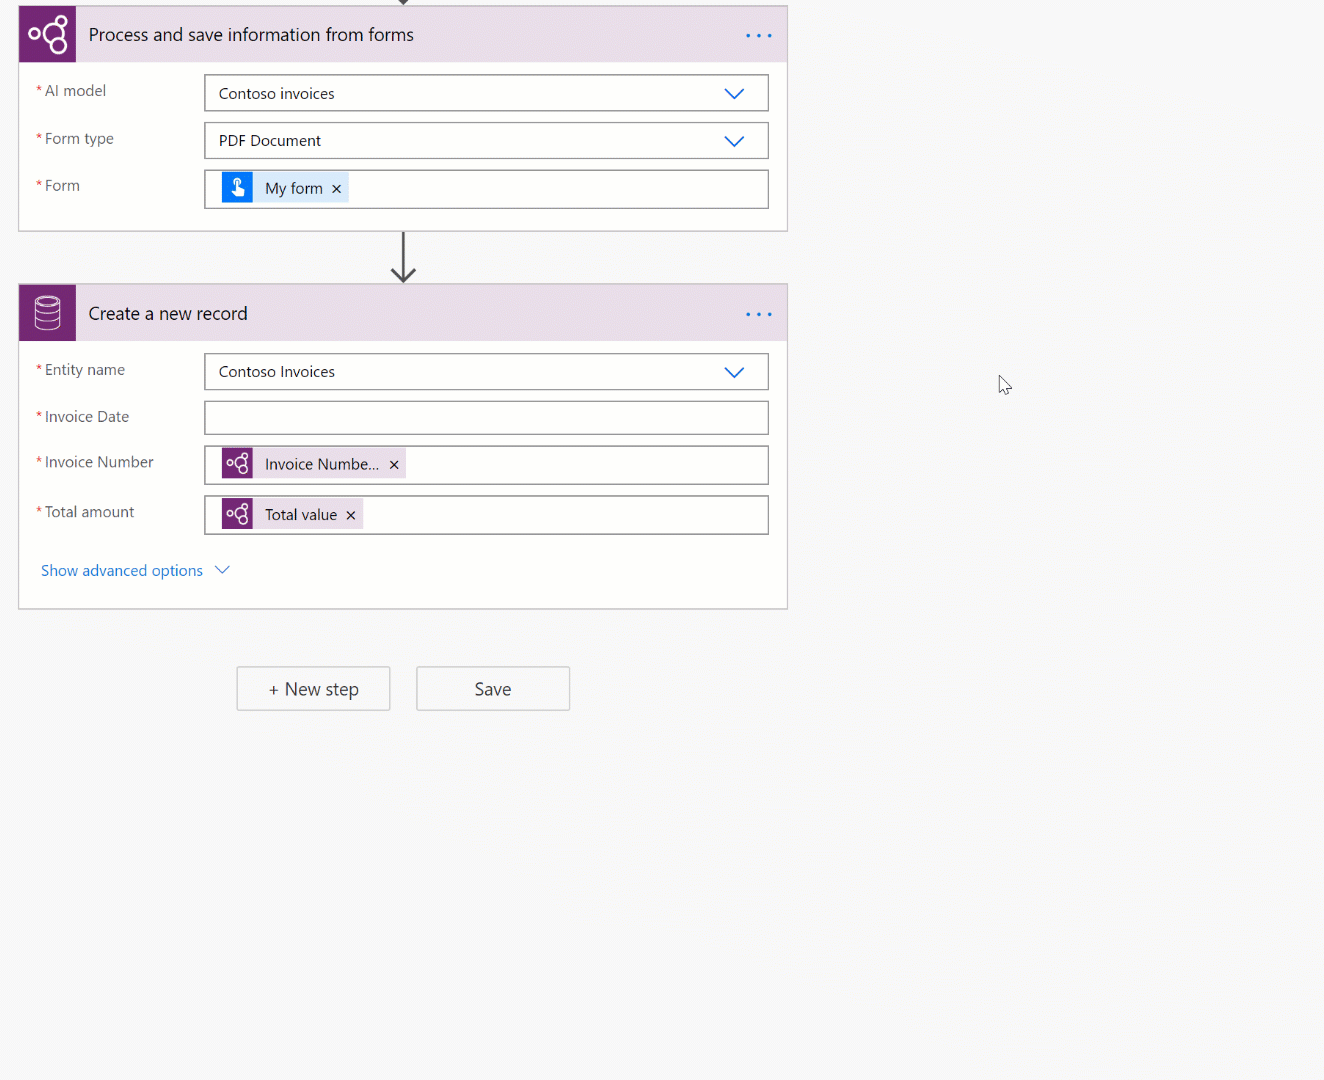 Process and save information from forms
* AI model
Contoso invoices
* Form type
PDF Document
* Form
My form ×
Create a new record
* Entity name
Contoso Invoices
* Invoice Date
* Invoice Number
Invoice Numbe... ×
* Total amount
Total value ×
Show advanced options
+ New step
Save